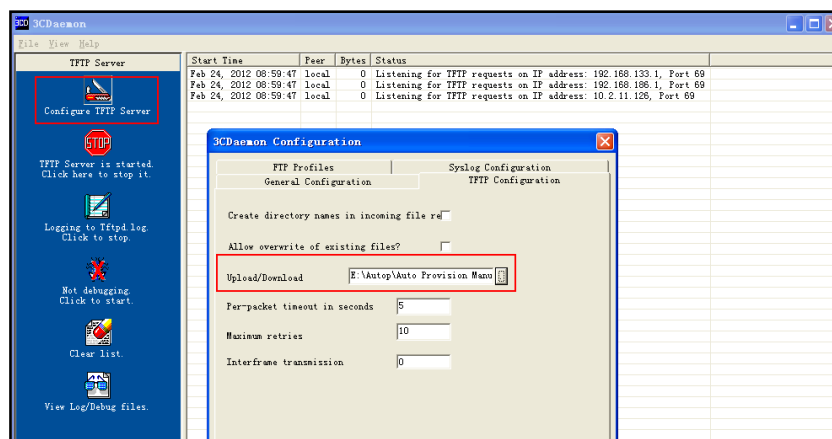 3CD 3CDaemon
File View Help
TFTP Server
Start Time Peer Bytes Status
Feb 24, 2012 08:59:47 local 0 Listening for TFTP requests on IP address: 192.168.133.1, Port 69
Feb 24, 2012 08:59:47 local 0 Listening for TFTP requests on IP address: 192.168.186.1, Port 69
Feb 24, 2012 08:59:47 local 0 Listening for TFTP requests on IP address: 10.2.11.126, Port 69
Configure TFTP Server
STOP
TFTP Server is started.
Click here to stop it.
Logging to Tftpd.log.
Click to stop.
Not debugging.
Click to start.
Clear list.
View Log/Debug files.
3CDaemon Configuration
FTP Profiles Syslog Configuration
General Configuration TFTP Configuration
Create directory names in incoming file re
Allow overwrite of existing files?
Upload/Download E:\Autop\Auto Provision Manu
Per-packet timeout in seconds 5
Maximum retries 10
Interframe transmission 0